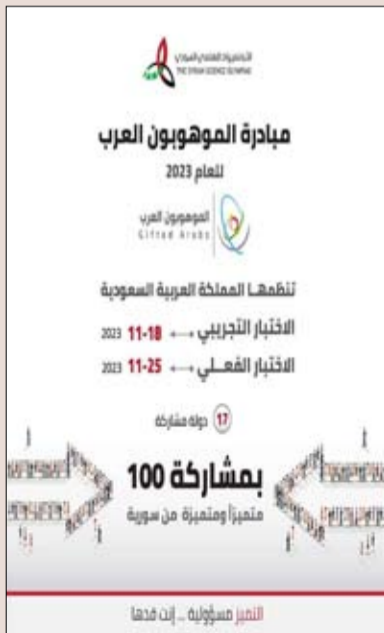 الأولمبياد العلمي السوري
THE SYRIAN SCIENCE OLYMPIAD
مبادرة الموهوبون العرب
للعام 2023
الموهوبون العرب
Gifted Arabs
تنظمها المملكة العربية السعودية
الاختبار التجريبي ←→ 18-11 2023
الاختبار الفعلي ←→ 25-11 2023
17 دولة مشاركة
بمشاركة 100
متميزاً ومتميزة من سورية
التميز مسؤولية ... إنت قدها